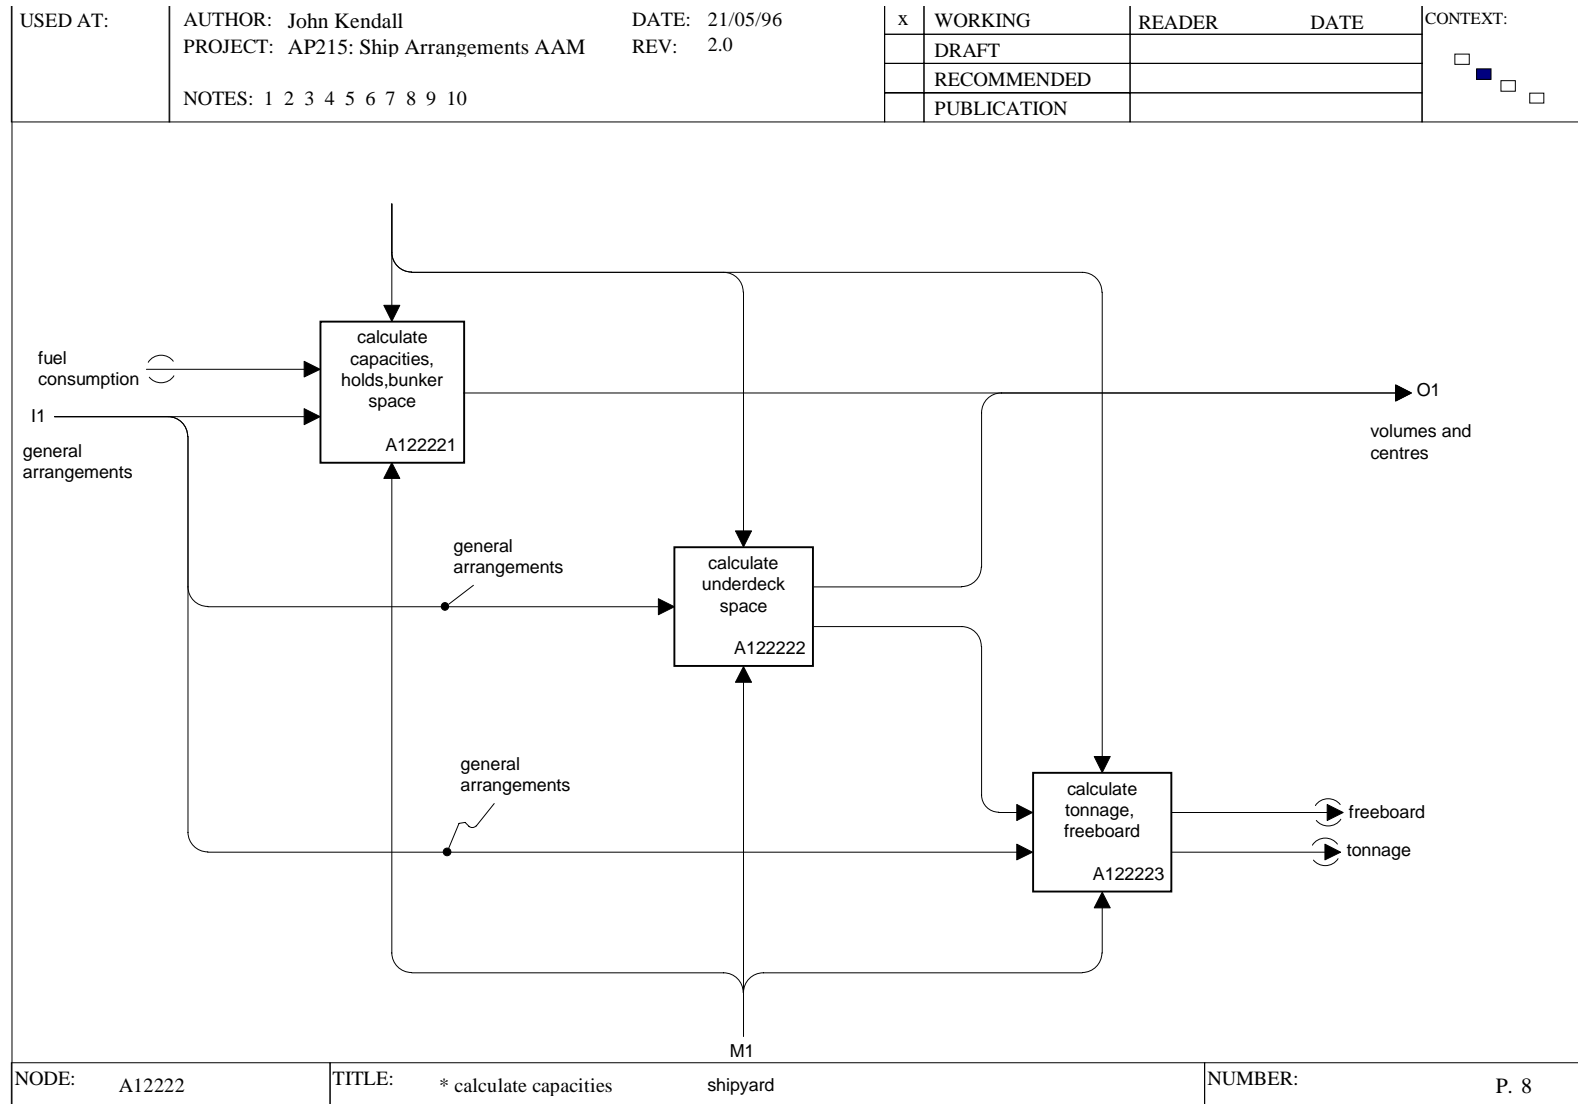 USED AT:
AUTHOR: John Kendall
DATE: 21/05/96
PROJECT: AP215: Ship Arrangements AAM
REV: 2.0
NOTES: 1 2 3 4 5 6 7 8 9 10
x WORKING
DRAFT
RECOMMENDED
PUBLICATION
READER DATE
CONTEXT:
fuel
consumption
I1
general
arrangements
calculate
capacities,
holds,bunker
space
A122221
O1
volumes and
centres
general
arrangements
calculate
underdeck
space
A122222
general
arrangements
calculate
tonnage,
freeboard
A122223
freeboard
tonnage
M1
NODE: A12222
TITLE: * calculate capacities
shipyard
NUMBER:
P. 8